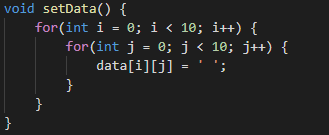 void setData() {
    for(int i = 0; i < 10; i++) {
        for(int j = 0; j < 10; j++) {
            data[i][j] = ' ';
        }
    }
}